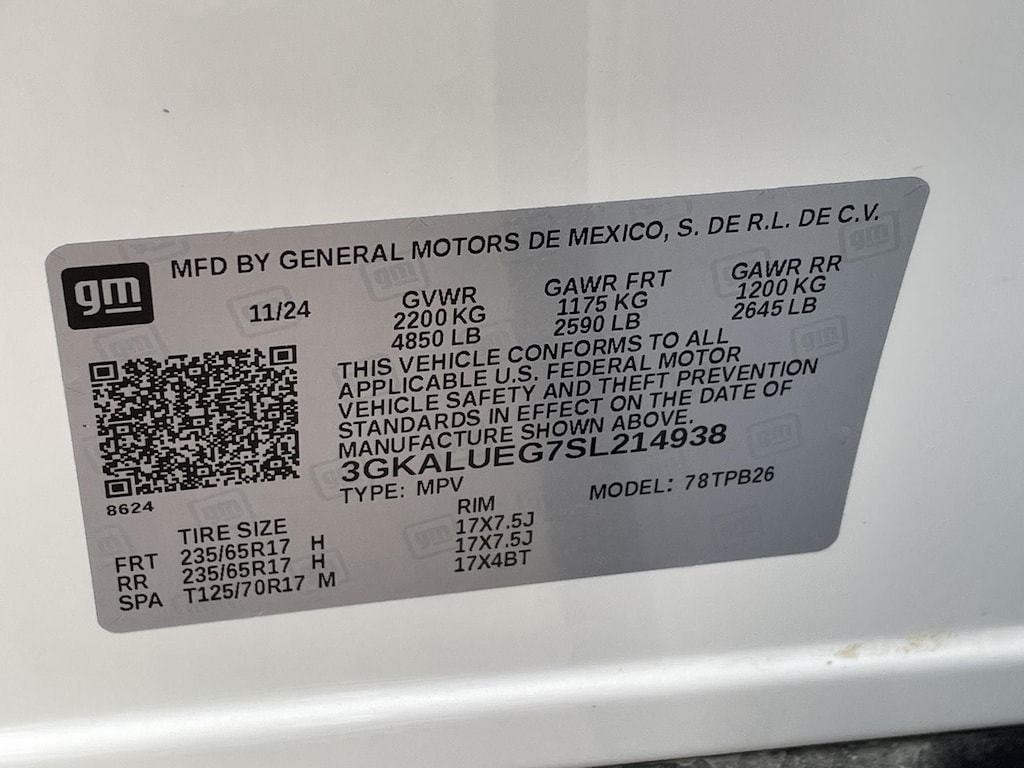 gm
MFD BY GENERAL MOTORS DE MEXICO, S. DE R.L. DE C.V.
11/24
GVWR
2200 KG
4850 LB
GAWR FRT
1175 KG
2590 LB
GAWR RR
1200 KG
2645 LB
THIS VEHICLE CONFORMS TO ALL
APPLICABLE U.S. FEDERAL MOTOR
VEHICLE SAFETY AND THEFT PREVENTION
STANDARDS IN EFFECT ON THE DATE OF
MANUFACTURE SHOWN ABOVE.
3GKALUEG7SL214938
TYPE: MPV
MODEL: 78TPB26
8624
TIRE SIZE RIM
FRT 235/65R17 H 17X7.5J
RR 235/65R17 H 17X7.5J
SPA T125/70R17 M 17X4BT